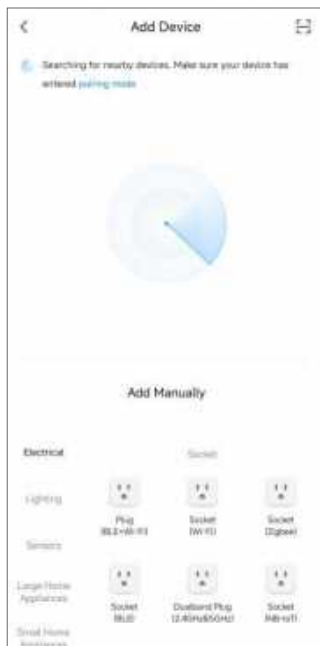 Add Device
Searching for nearby devices. Make sure your device has
entered pairing mode
Add Manually
Electrical
Socket
Lighting
Plug
(BLE+Wi-Fi)
Socket
(Wi-Fi)
Socket
(Zigbee)
Sensors
Large Home
Appliances
Socket
(BLE)
Dualband Plug
(2.4GHz&5GHz)
Socket
(NB-IoT)
Small Home
Appliances